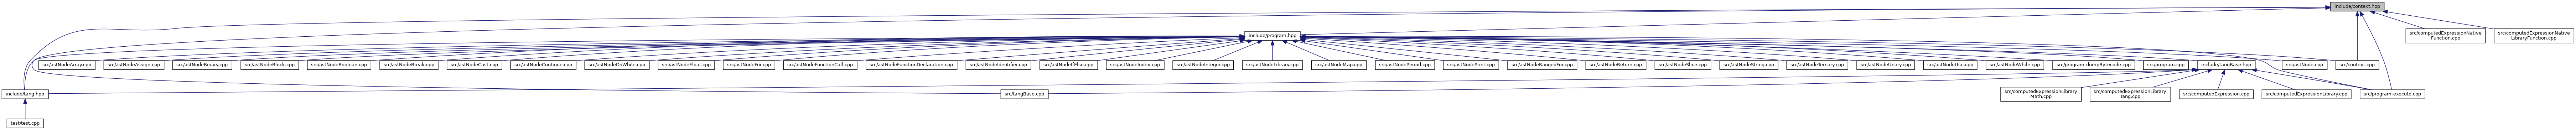 include/context.hpp
include/program.hpp
src/computedExpressionNative
Function.cpp
src/computedExpressionNative
LibraryFunction.cpp
src/astNodeArray.cpp
src/astNodeAssign.cpp
src/astNodeBinary.cpp
src/astNodeBlock.cpp
src/astNodeBoolean.cpp
src/astNodeBreak.cpp
src/astNodeCast.cpp
src/astNodeContinue.cpp
src/astNodeDoWhile.cpp
src/astNodeFloat.cpp
src/astNodeFor.cpp
src/astNodeFunctionCall.cpp
src/astNodeFunctionDeclaration.cpp
src/astNodeIdentifier.cpp
src/astNodeIfElse.cpp
src/astNodeIndex.cpp
src/astNodeInteger.cpp
src/astNodeLibrary.cpp
src/astNodeMap.cpp
src/astNodePeriod.cpp
src/astNodePrint.cpp
src/astNodeRangedFor.cpp
src/astNodeReturn.cpp
src/astNodeSlice.cpp
src/astNodeString.cpp
src/astNodeTernary.cpp
src/astNodeUnary.cpp
src/astNodeUse.cpp
src/astNodeWhile.cpp
src/program-dumpBytecode.cpp
src/program.cpp
include/tangBase.hpp
src/astNode.cpp
src/context.cpp
include/tang.hpp
src/tangBase.cpp
src/computedExpressionLibrary
Math.cpp
src/computedExpressionLibrary
Tang.cpp
src/computedExpression.cpp
src/computedExpressionLibrary.cpp
src/program-execute.cpp
test/test.cpp